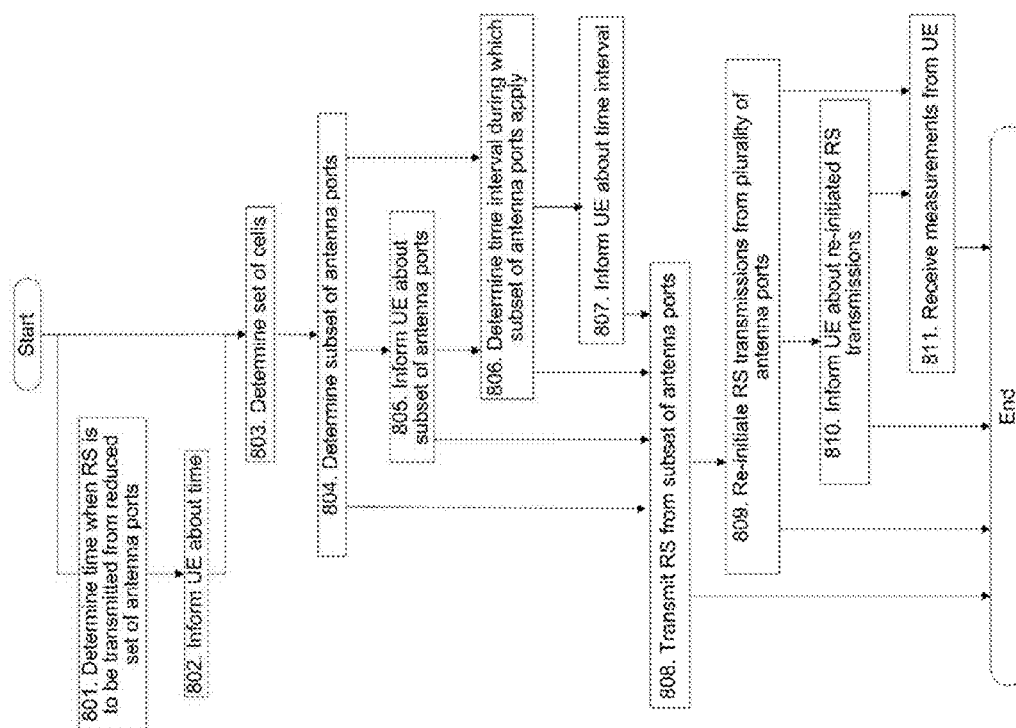 Start
801. Determine time when RS is
to be transmitted from reduced
set of antenna ports
802. Inform UE about time
803. Determine set of cells
804. Determine subset of antenna ports
805. Inform UE about
subset of antenna ports
806. Determine time interval during which
subset of antenna ports apply
807. Inform UE about time interval
808. Transmit RS from subset of antenna ports
809. Re-initiate RS transmissions from plurality of
antenna ports
810. Inform UE about re-initiated RS
transmissions
811. Receive measurements from UE
End